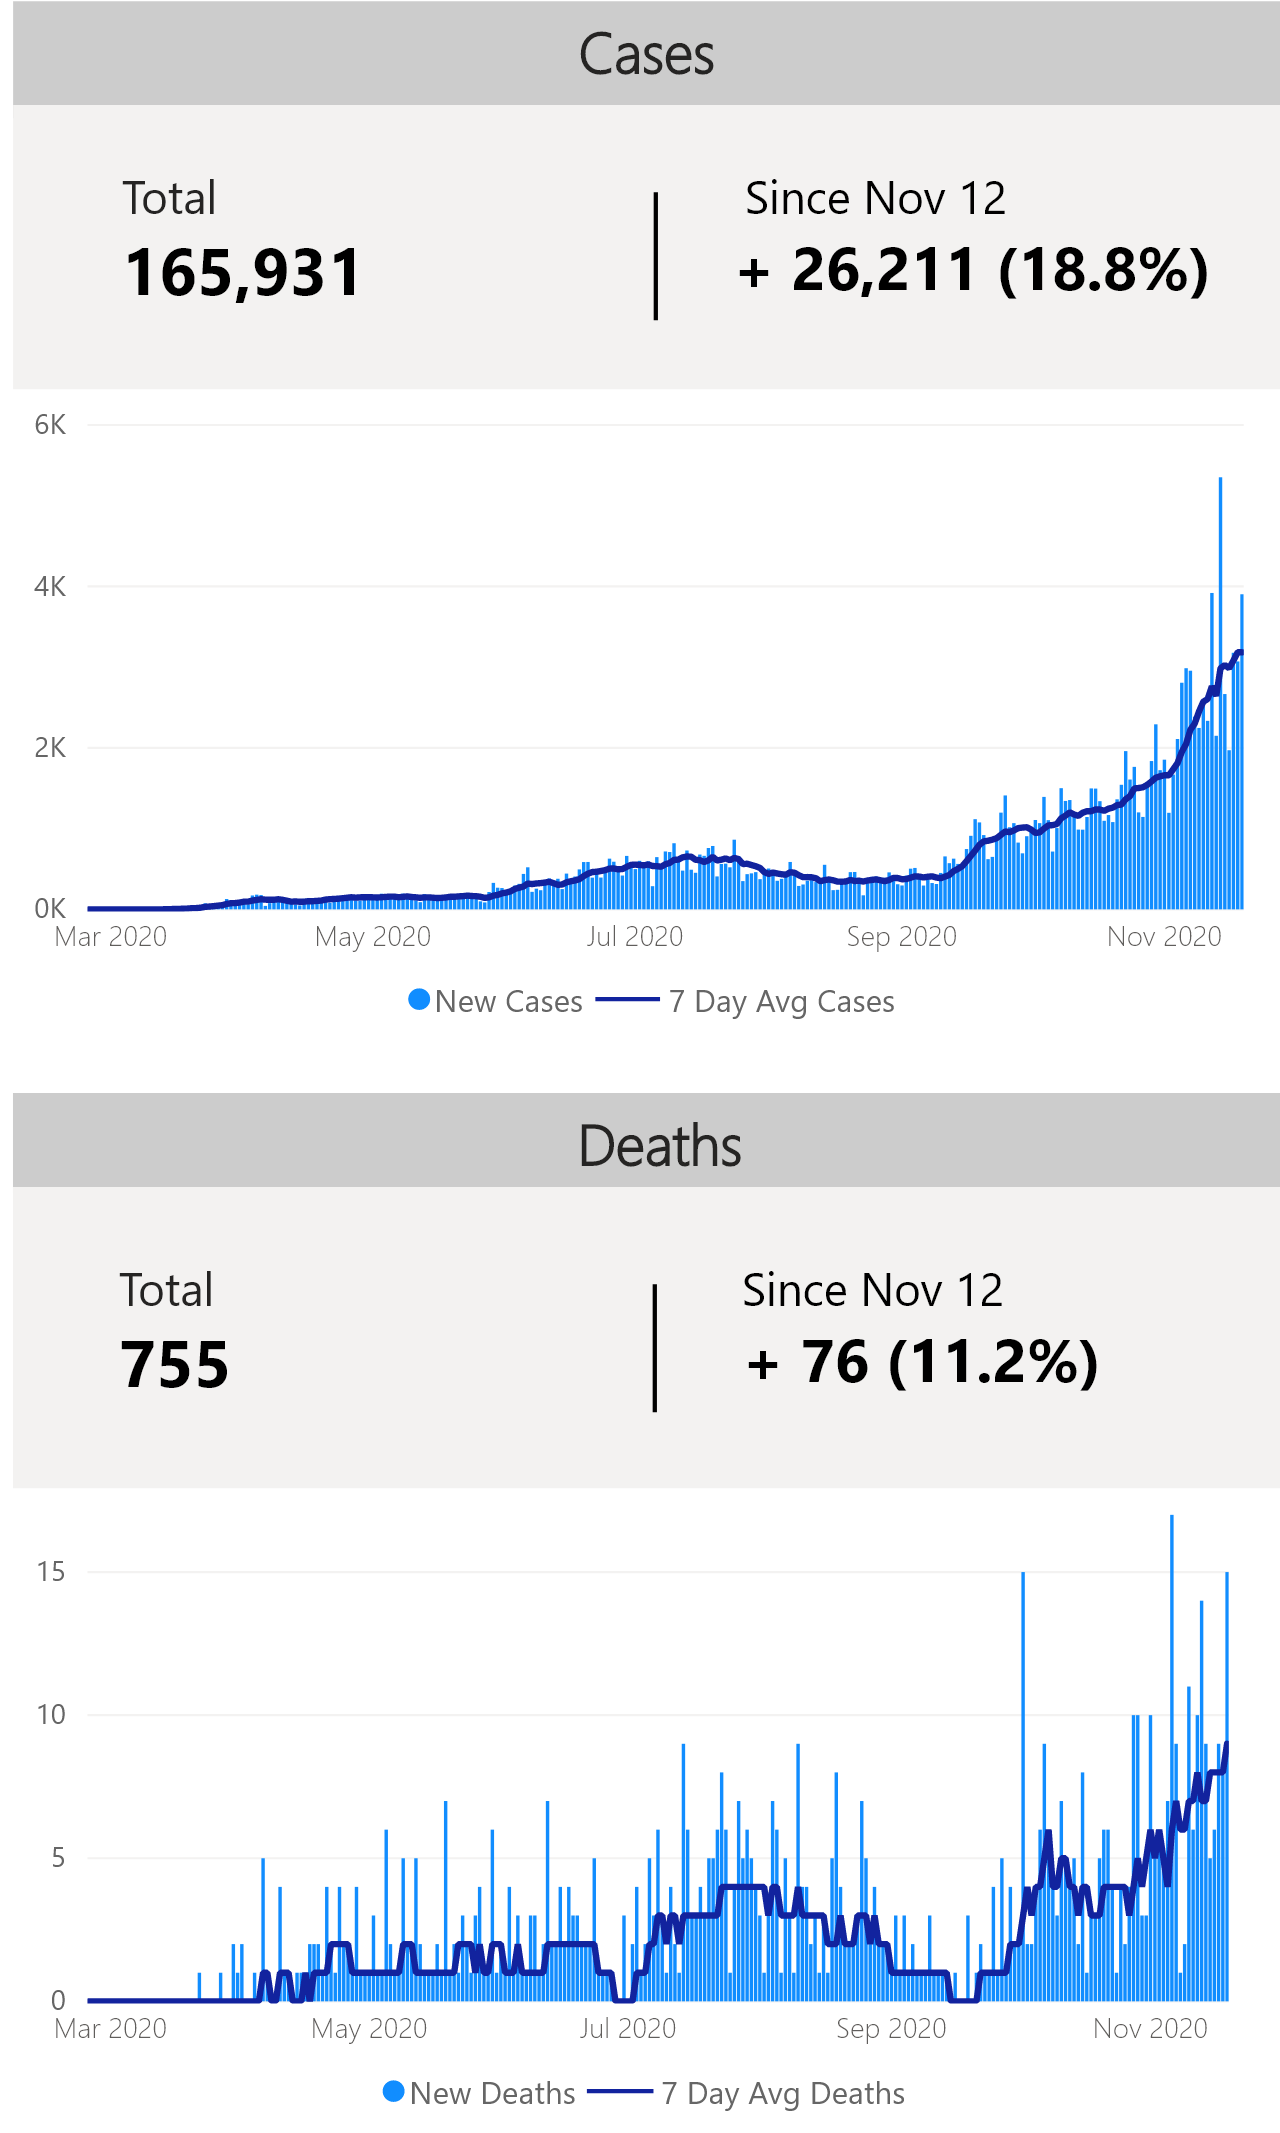 Cases
Total
165,931
Since Nov 12
+ 26,211 (18.8%)
6K
4K
2K
0K
Mar 2020 May 2020 Jul 2020 Sep 2020 Nov 2020
New Cases 7 Day Avg Cases
Deaths
Total
755
Since Nov 12
+ 76 (11.2%)
15
10
5
0
Mar 2020 May 2020 Jul 2020 Sep 2020 Nov 2020
New Deaths 7 Day Avg Deaths